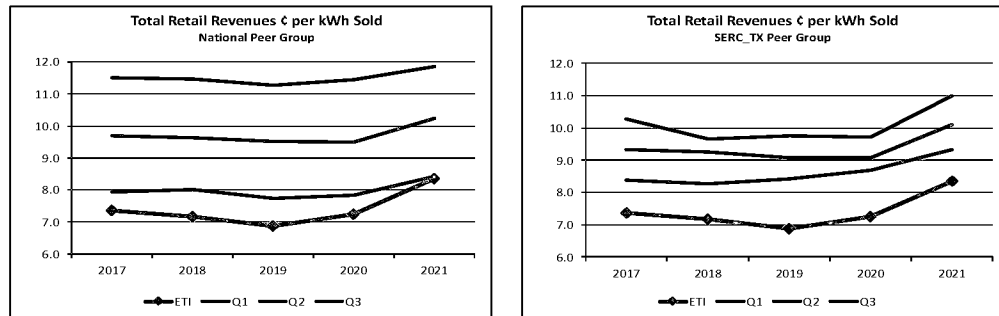 Total Retail Revenues ¢ per kWh Sold
National Peer Group
12.0
11.0
10.0
9.0
8.0
7.0
6.0
2017 2018 2019 2020 2021
ETI Q1 Q2 Q3
Total Retail Revenues ¢ per kWh Sold
SERC_TX Peer Group
12.0
11.0
10.0
9.0
8.0
7.0
6.0
2017 2018 2019 2020 2021
ETI Q1 Q2 Q3